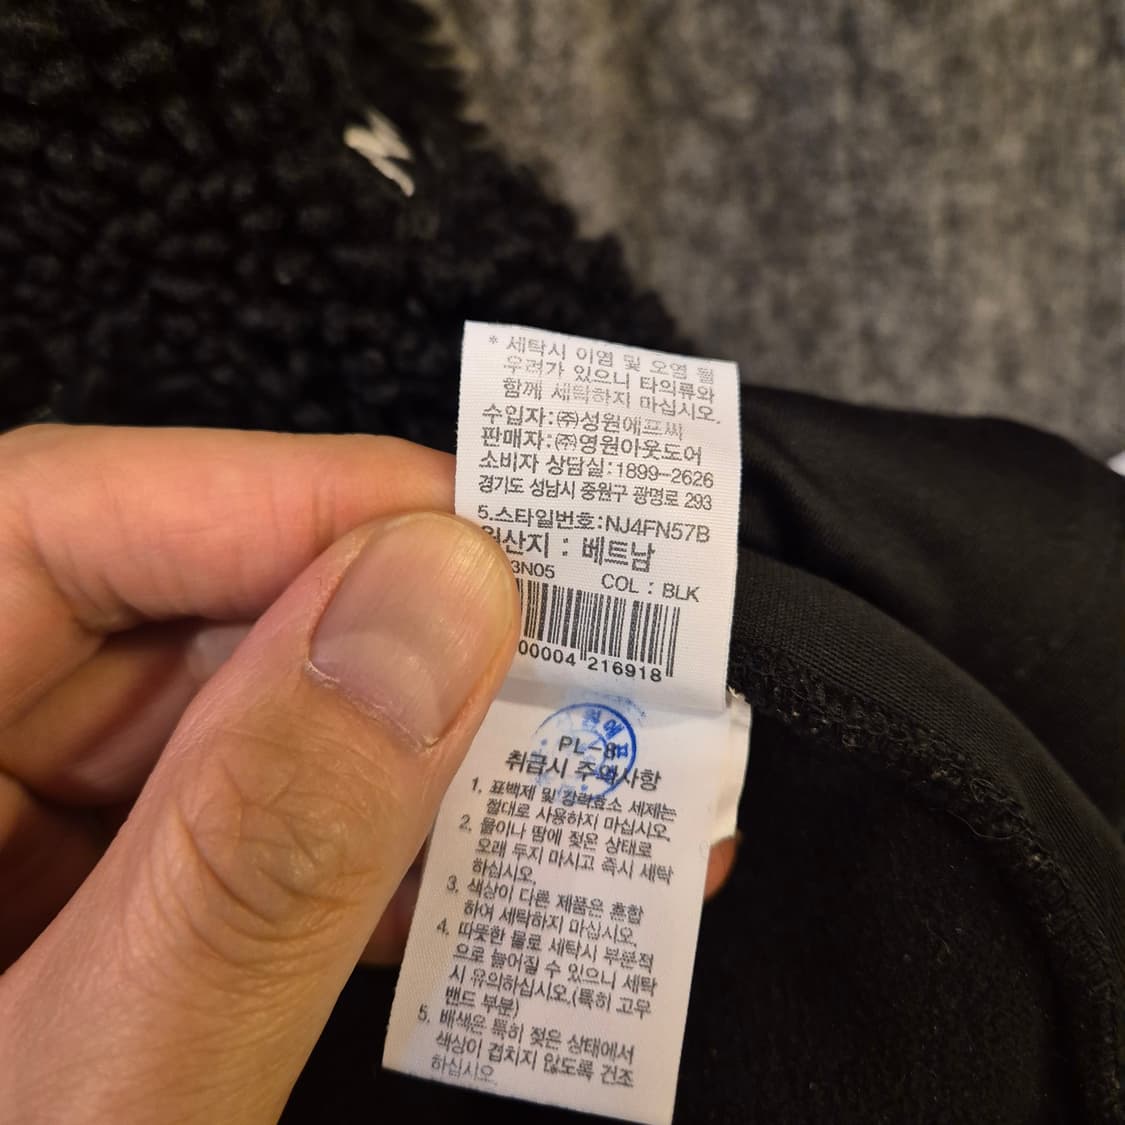 * 세탁시 이염 및 오염 될
우려가 있으니 타의류와
함께 세탁하지 마십시오.
수입자:㈜성원에프씨
판매자:㈜영원아웃도어
소비자 상담실:1899-2626
경기도 성남시 중원구 광명로 293
5.스타일번호:NJ4FN57B
원산지 : 베트남
3N05 COL : BLK
00004 216918
PL-8
취급시 주의사항
1. 표백제 및 강력효소 세제는
절대로 사용하지 마십시오.
2. 물이나 땀에 젖은 상태로
오래 두지 마시고 즉시 세탁
하십시오.
3. 색상이 다른 제품은 혼합
하여 세탁하지 마십시오.
4. 따뜻한 물로 세탁시 부분적
으로 늘어질 수 있으니 세탁
시 유의하십시오.(특히 고무
밴드 부분)
5. 배색은 특히 젖은 상태에서
색상이 겹치지 않도록 건조
하십시오.